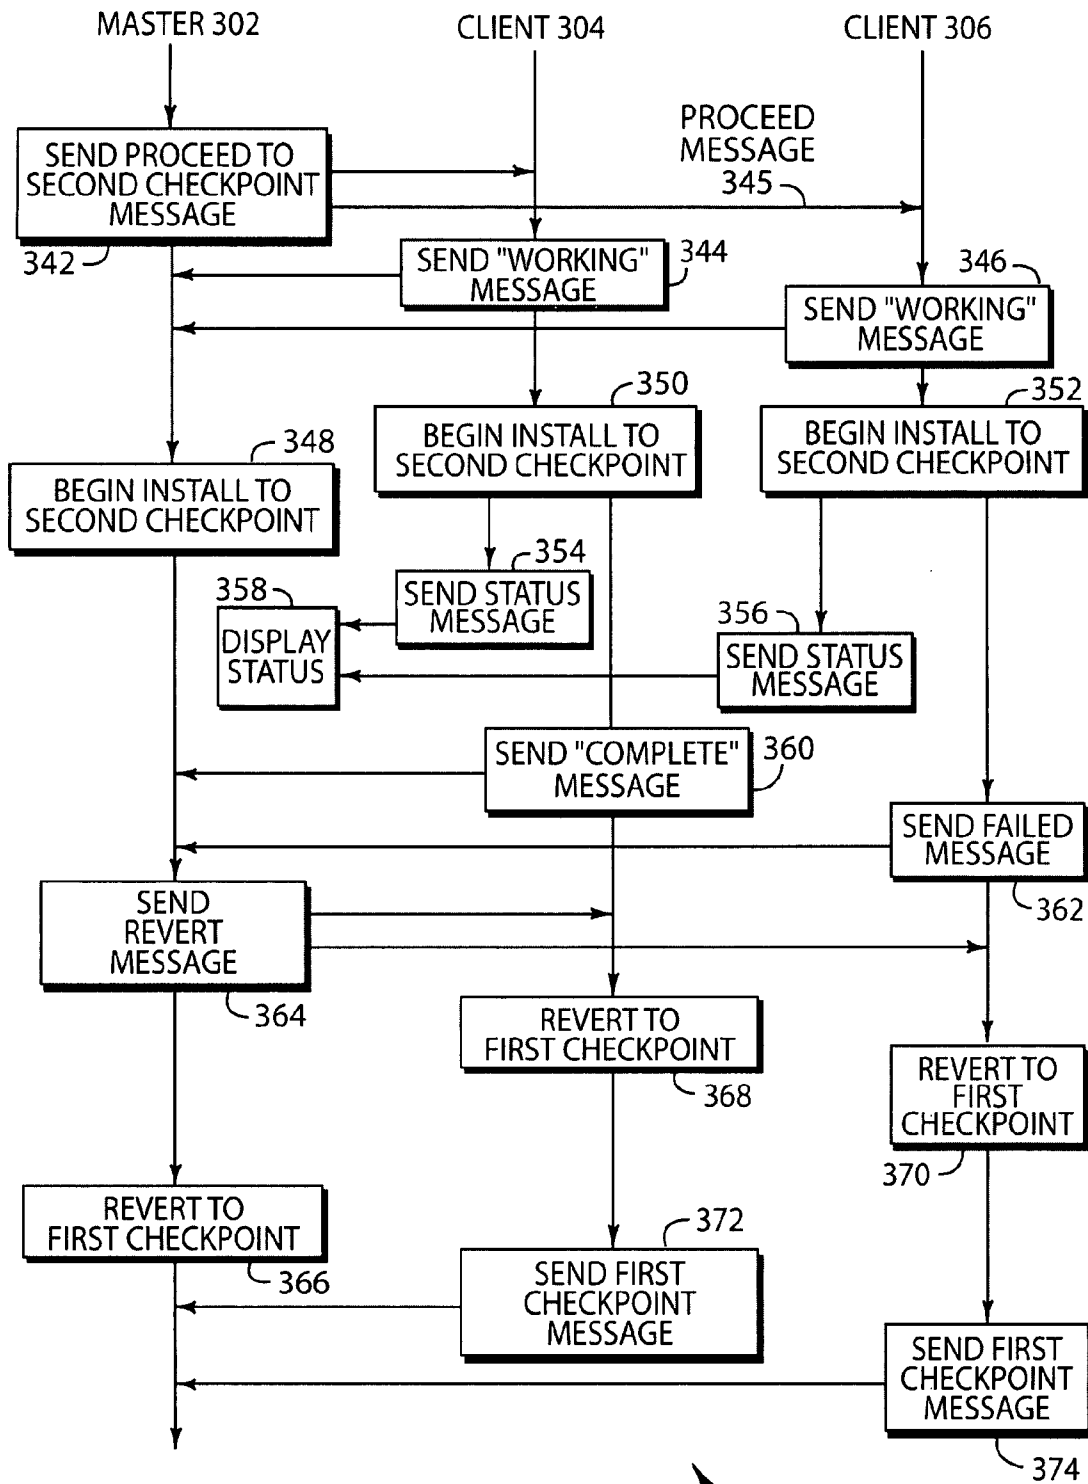 MASTER 302
CLIENT 304
CLIENT 306
PROCEED
MESSAGE
345
SEND PROCEED TO
SECOND CHECKPOINT
MESSAGE
342
SEND "WORKING"
MESSAGE
344
346
SEND "WORKING"
MESSAGE
350
352
BEGIN INSTALL TO
SECOND CHECKPOINT
BEGIN INSTALL TO
SECOND CHECKPOINT
348
BEGIN INSTALL TO
SECOND CHECKPOINT
354
SEND STATUS
MESSAGE
358
DISPLAY
STATUS
356
SEND STATUS
MESSAGE
SEND "COMPLETE"
MESSAGE
360
SEND FAILED
MESSAGE
362
SEND
REVERT
MESSAGE
364
REVERT TO
FIRST CHECKPOINT
368
REVERT TO
FIRST
CHECKPOINT
370
REVERT TO
FIRST CHECKPOINT
366
372
SEND FIRST
CHECKPOINT
MESSAGE
SEND FIRST
CHECKPOINT
MESSAGE
374